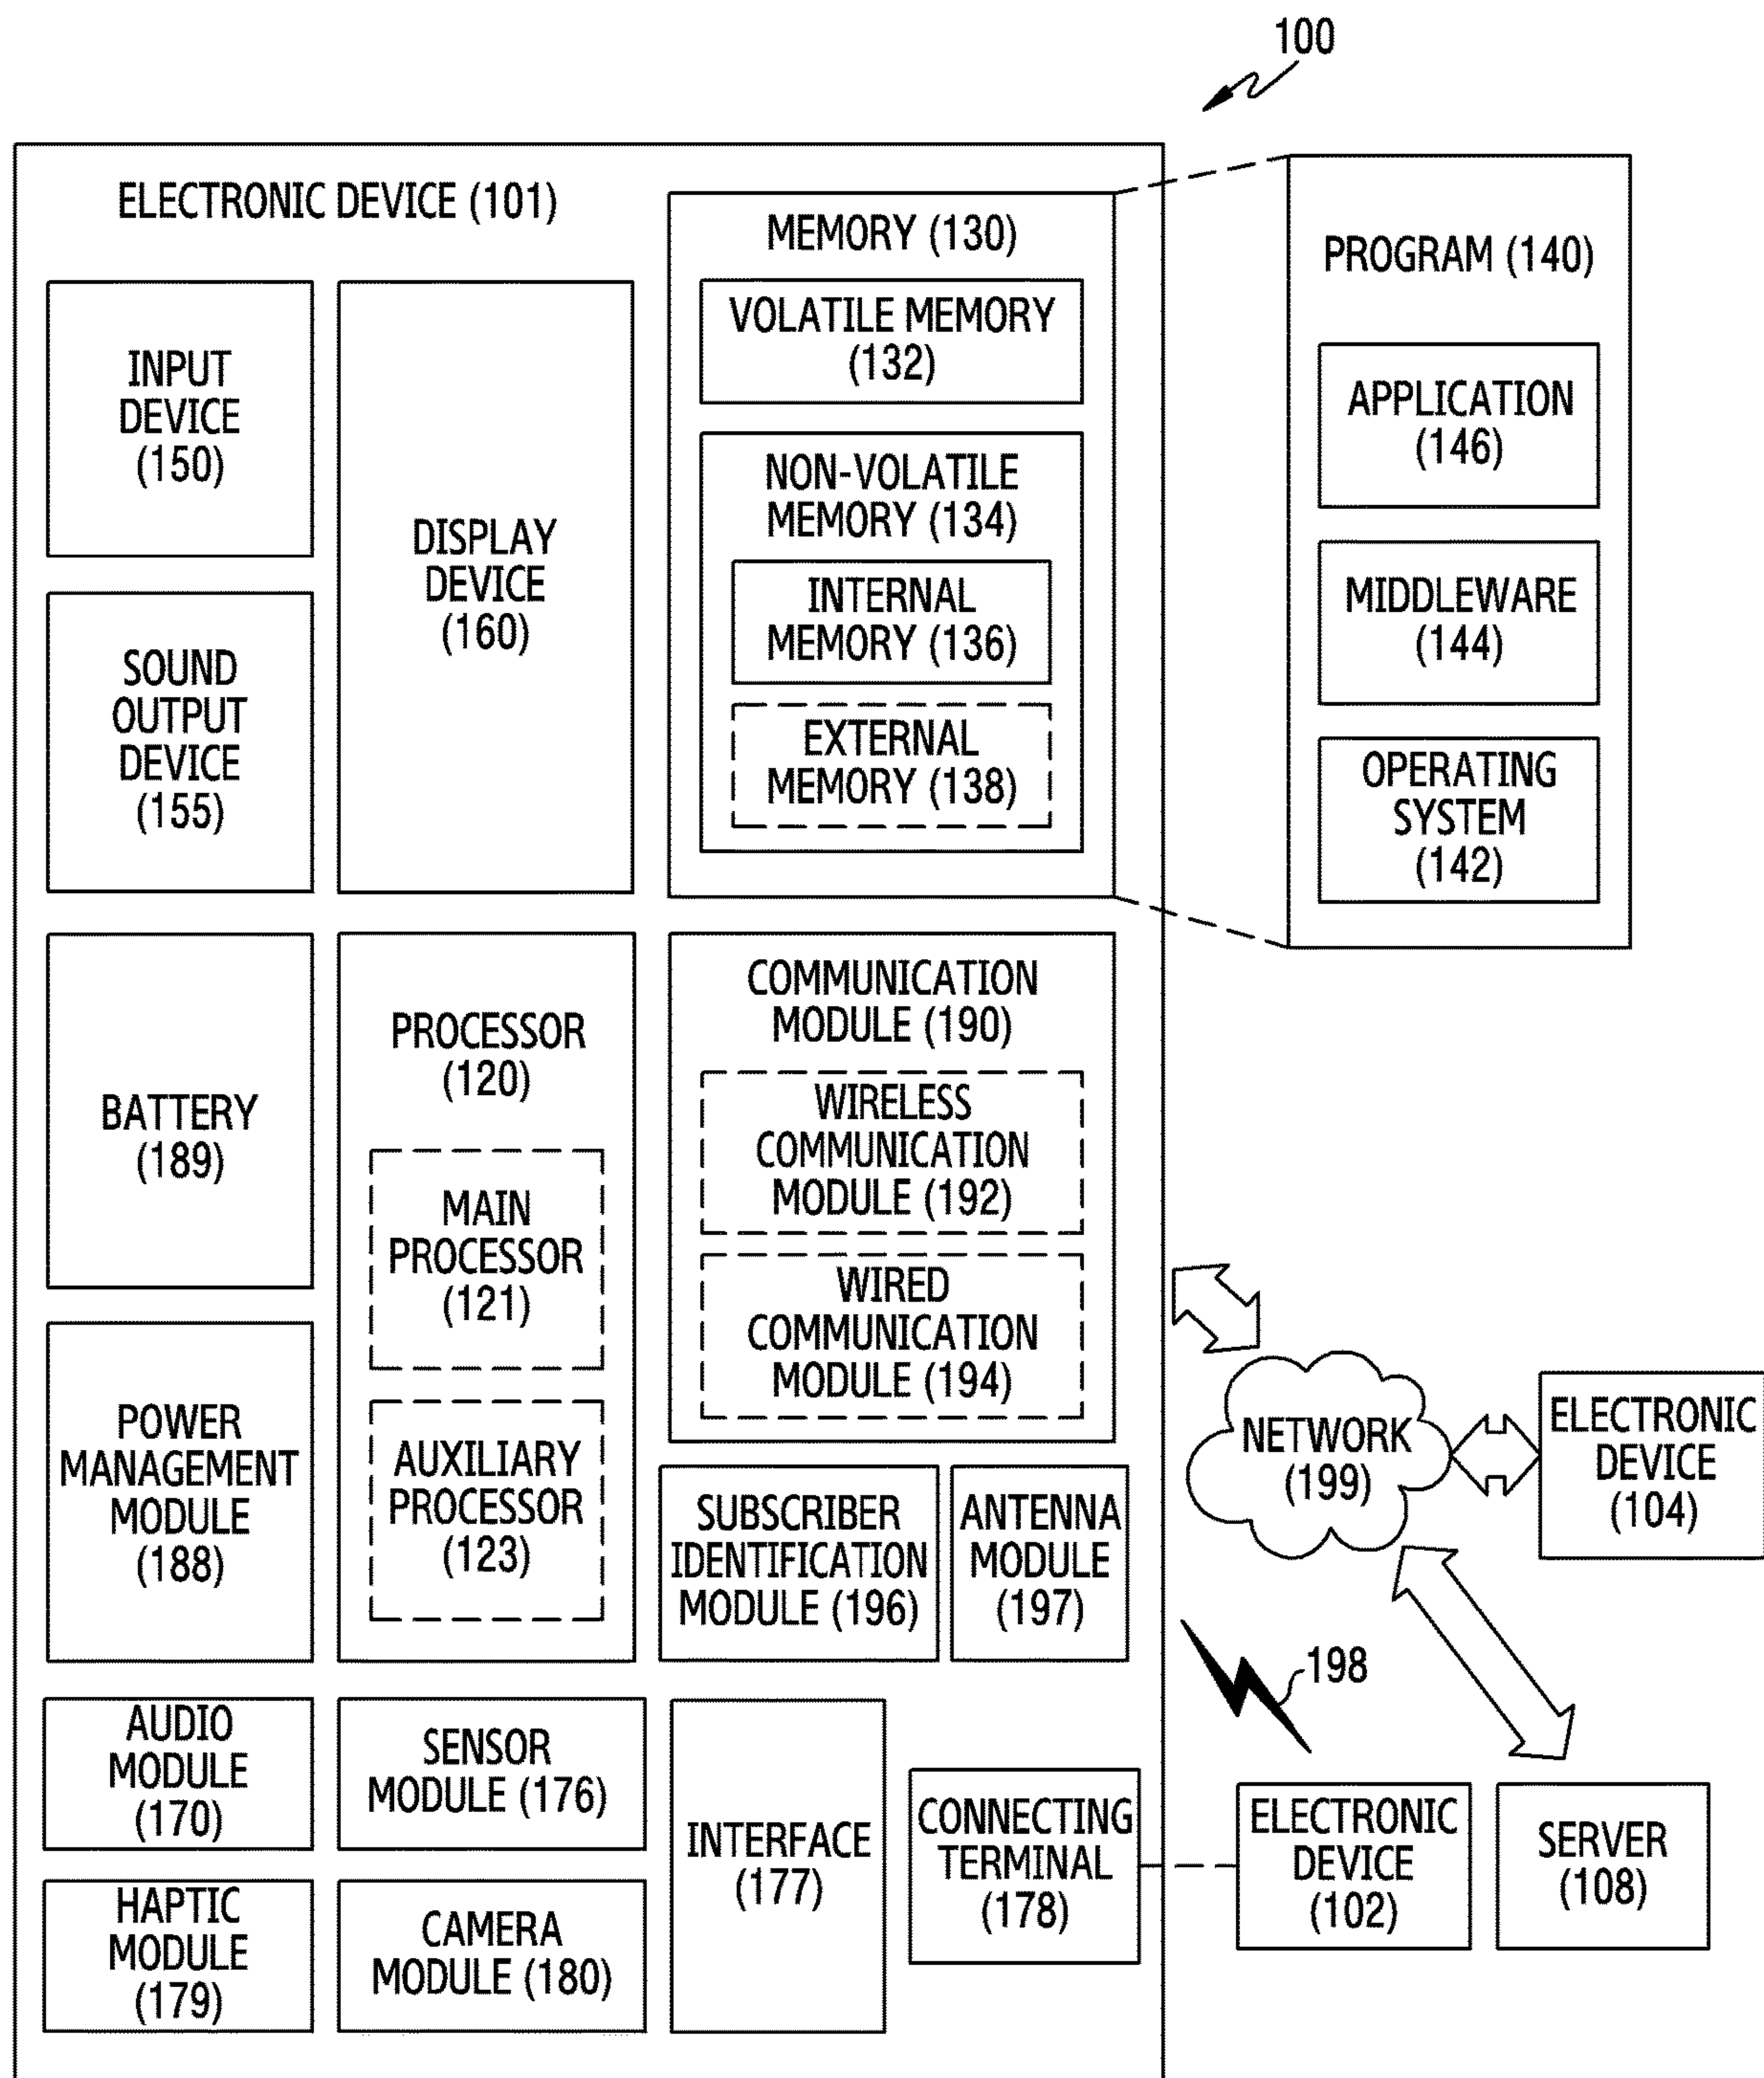 100
ELECTRONIC DEVICE (101)
INPUT
DEVICE
(150)
SOUND
OUTPUT
DEVICE
(155)
DISPLAY
DEVICE
(160)
MEMORY (130)
VOLATILE MEMORY
(132)
NON-VOLATILE
MEMORY (134)
INTERNAL
MEMORY (136)
EXTERNAL
MEMORY (138)
PROGRAM (140)
APPLICATION
(146)
MIDDLEWARE
(144)
OPERATING
SYSTEM
(142)
BATTERY
(189)
POWER
MANAGEMENT
MODULE
(188)
PROCESSOR
(120)
MAIN
PROCESSOR
(121)
AUXILIARY
PROCESSOR
(123)
COMMUNICATION
MODULE (190)
WIRELESS
COMMUNICATION
MODULE (192)
WIRED
COMMUNICATION
MODULE (194)
SUBSCRIBER
IDENTIFICATION
MODULE (196)
ANTENNA
MODULE
(197)
NETWORK
(199)
ELECTRONIC
DEVICE
(104)
198
AUDIO
MODULE
(170)
SENSOR
MODULE (176)
HAPTIC
MODULE
(179)
CAMERA
MODULE (180)
INTERFACE
(177)
CONNECTING
TERMINAL
(178)
ELECTRONIC
DEVICE
(102)
SERVER
(108)